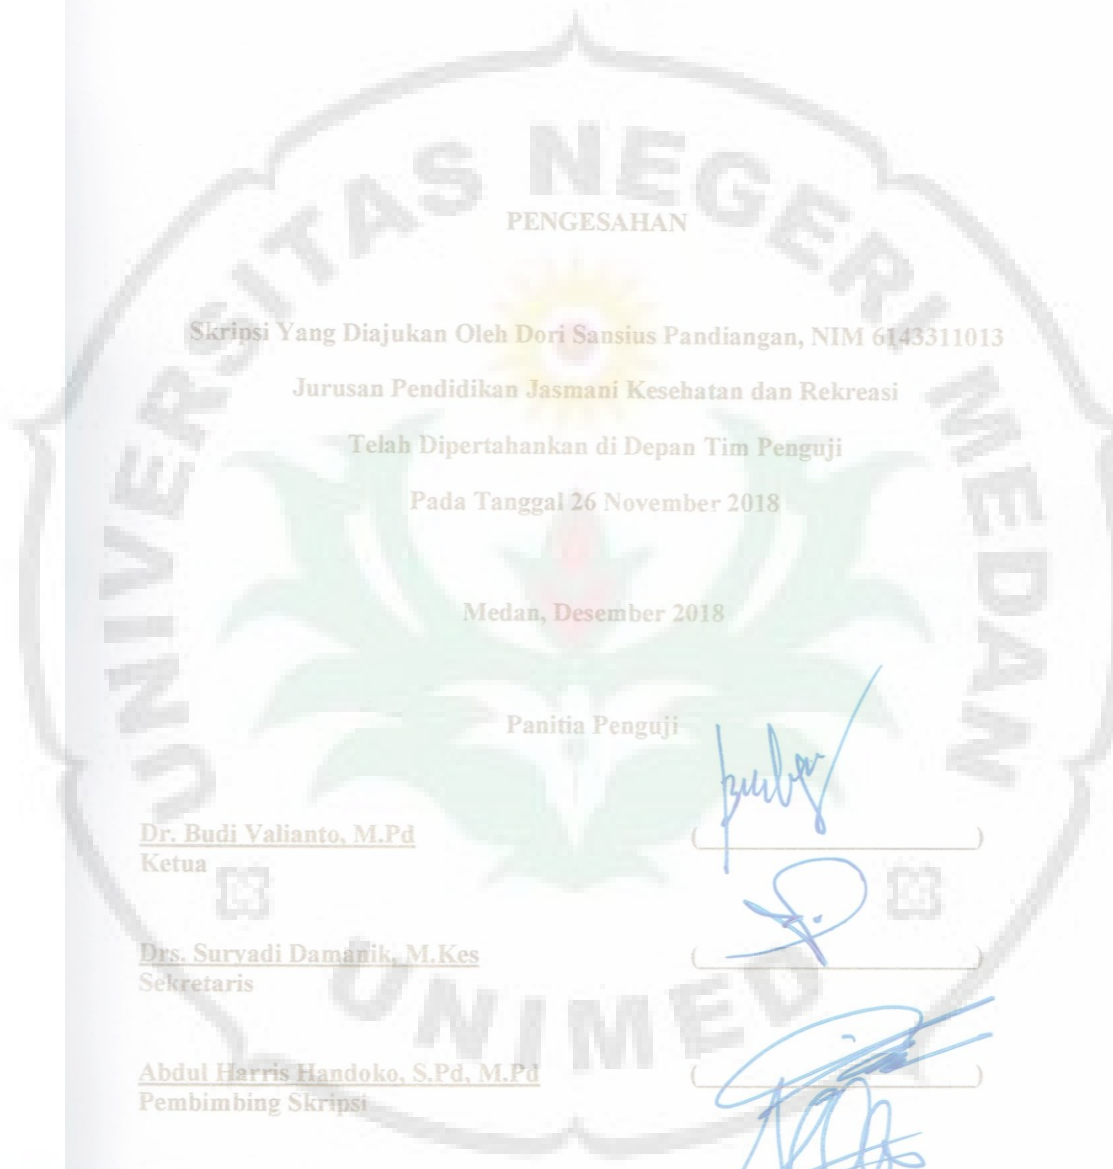 UNIVERSITAS NEGERI MEDAN
PENGESAHAN
Skripsi Yang Diajukan Oleh Dori Sansius Pandiangan, NIM 6143311013
Jurusan Pendidikan Jasmani Kesehatan dan Rekreasi
Telah Dipertahankan di Depan Tim Penguji
Pada Tanggal 26 November 2018
Medan, Desember 2018
Panitia Penguji
Dr. Budi Valianto, M.Pd
Ketua
(                    )
Drs. Suryadi Damanik, M.Kes
Sekretaris
(                    )
Abdul Harris Handoko, S.Pd, M.Pd
Pembimbing Skripsi
(                    )
UNIMED